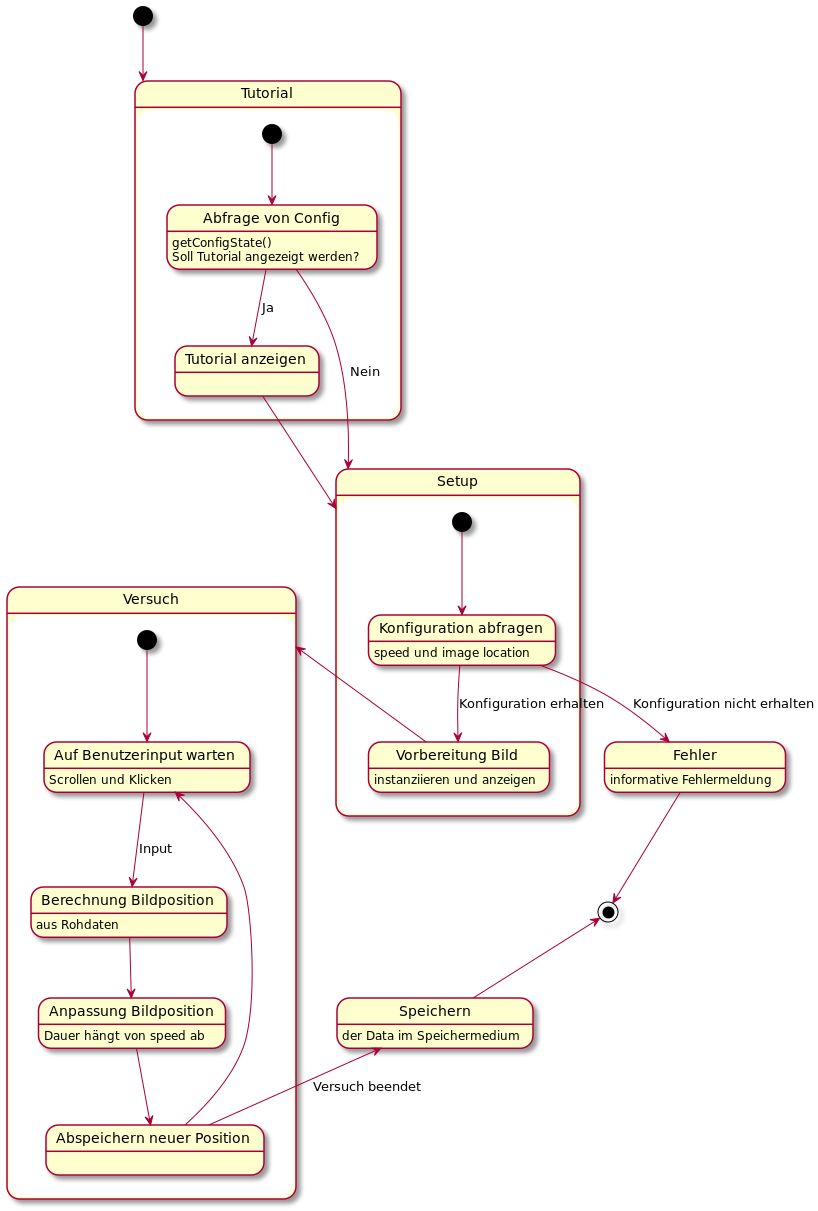 Tutorial
Abfrage von Config
getConfigState()
Soll Tutorial angezeigt werden?
Ja
Tutorial anzeigen
Nein
Setup
Konfiguration abfragen
speed und image location
Konfiguration erhalten
Konfiguration nicht erhalten
Vorbereitung Bild
instanziieren und anzeigen
Fehler
informative Fehlermeldung
Versuch
Auf Benutzerinput warten
Scrollen und Klicken
Input
Berechnung Bildposition
aus Rohdaten
Anpassung Bildposition
Dauer hängt von speed ab
Abspeichern neuer Position
Versuch beendet
Speichern
der Data im Speichermedium